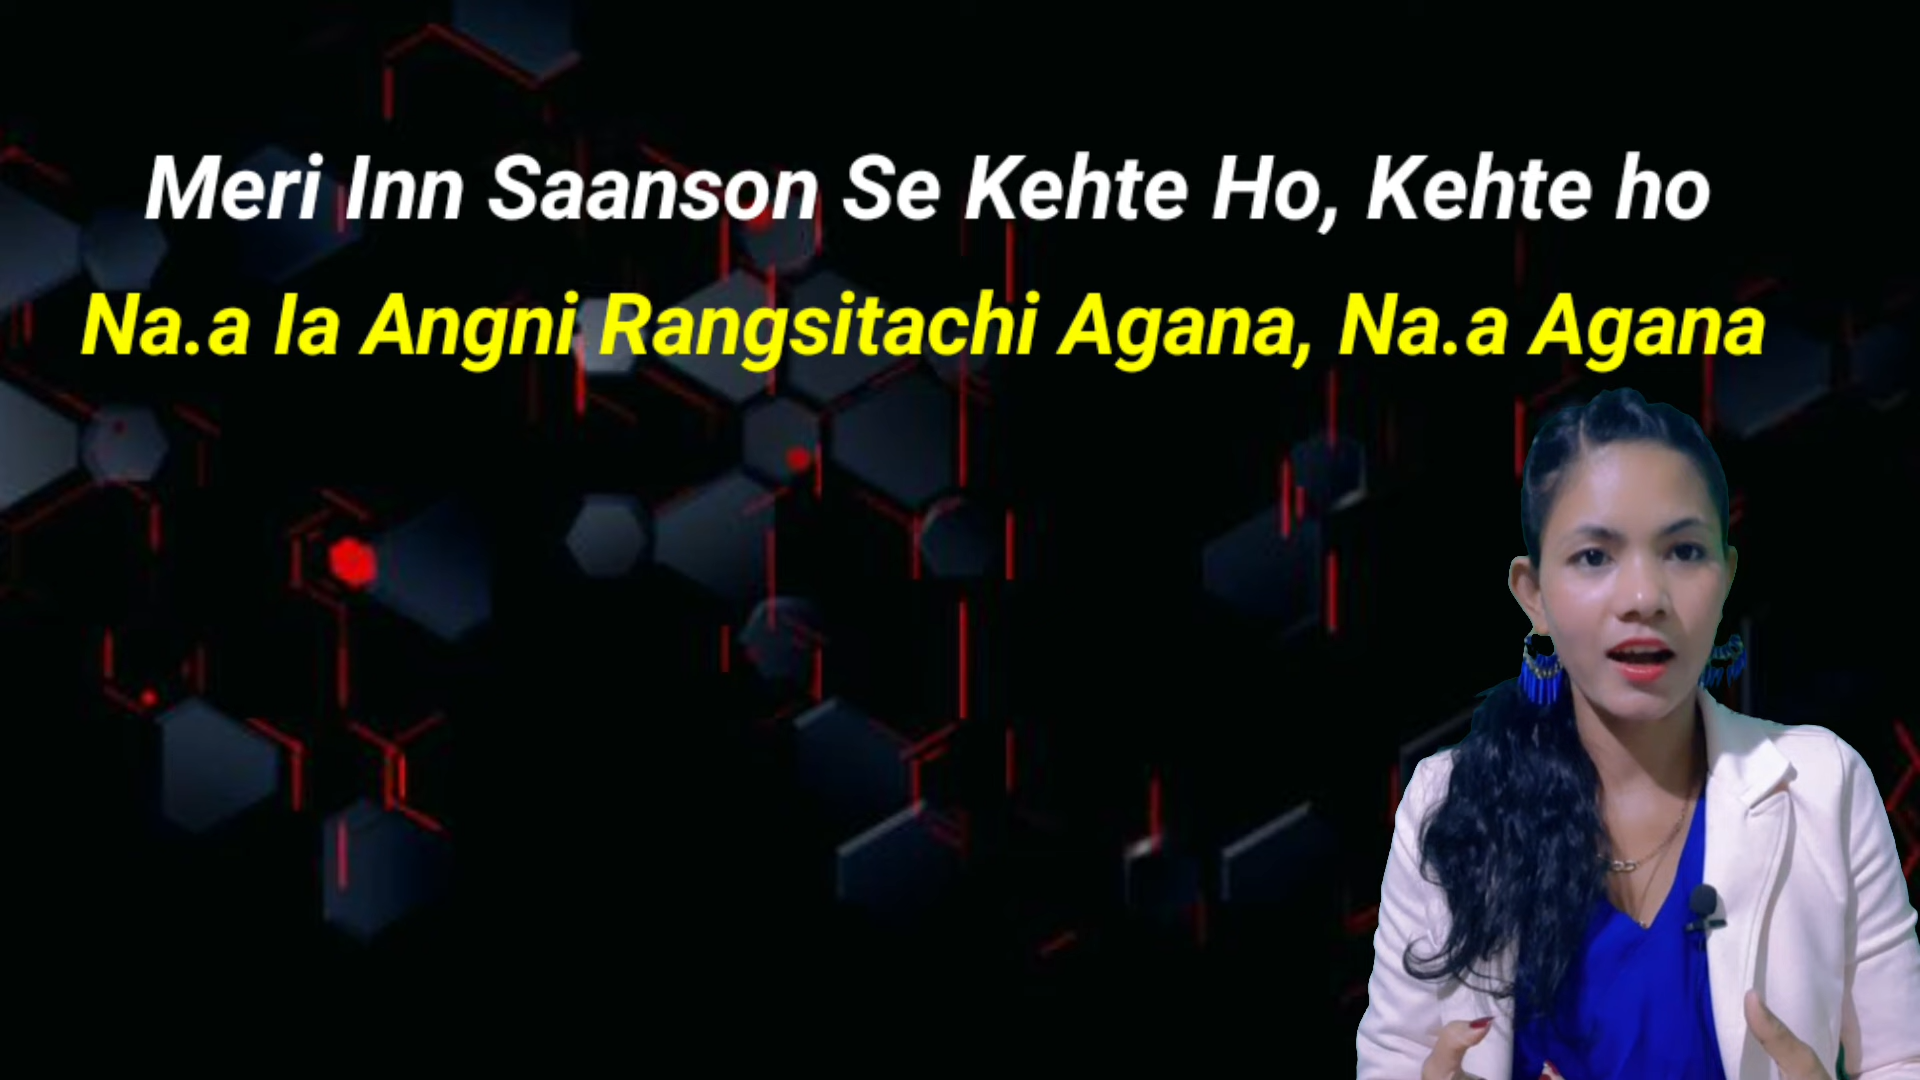 Meri Inn Saanson Se Kehte Ho, Kehte ho
Na.a Ia Angni Rangsitachi Agana, Na.a Agana